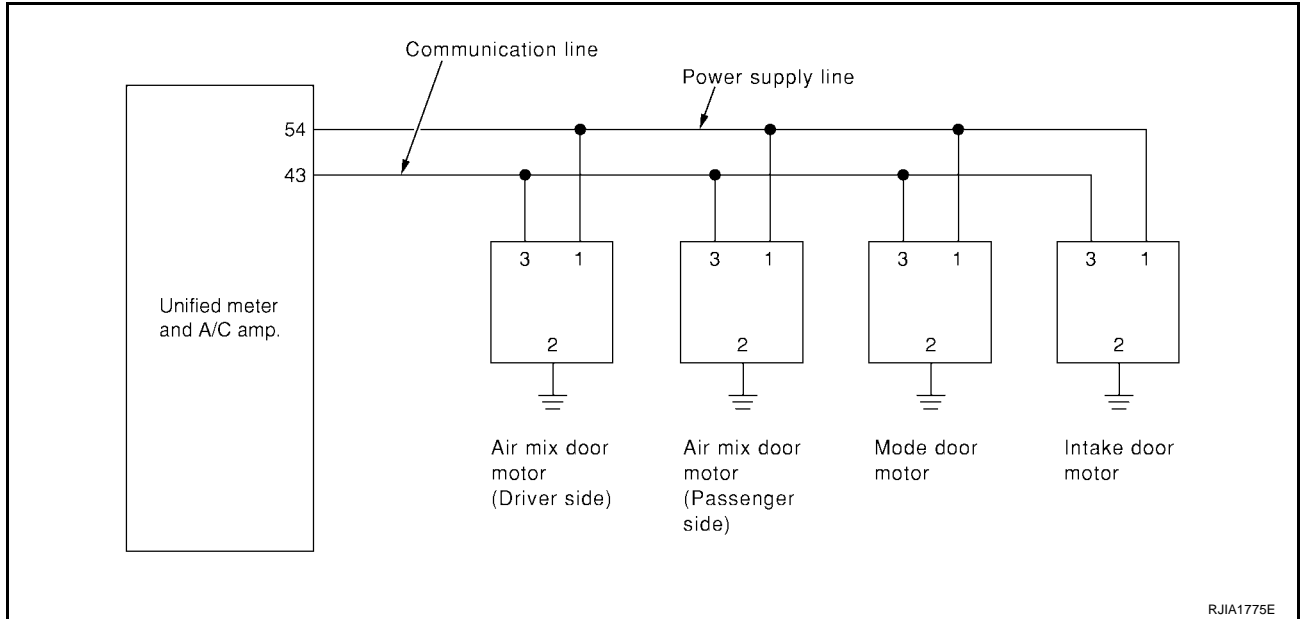 Communication line
Power supply line
54
43
3 1
3 1
3 1
3 1
Unified meter
and A/C amp.
2
2
2
2
Air mix door
motor
(Driver side)
Air mix door
motor
(Passenger
side)
Mode door
motor
Intake door
motor
RJIA1775E